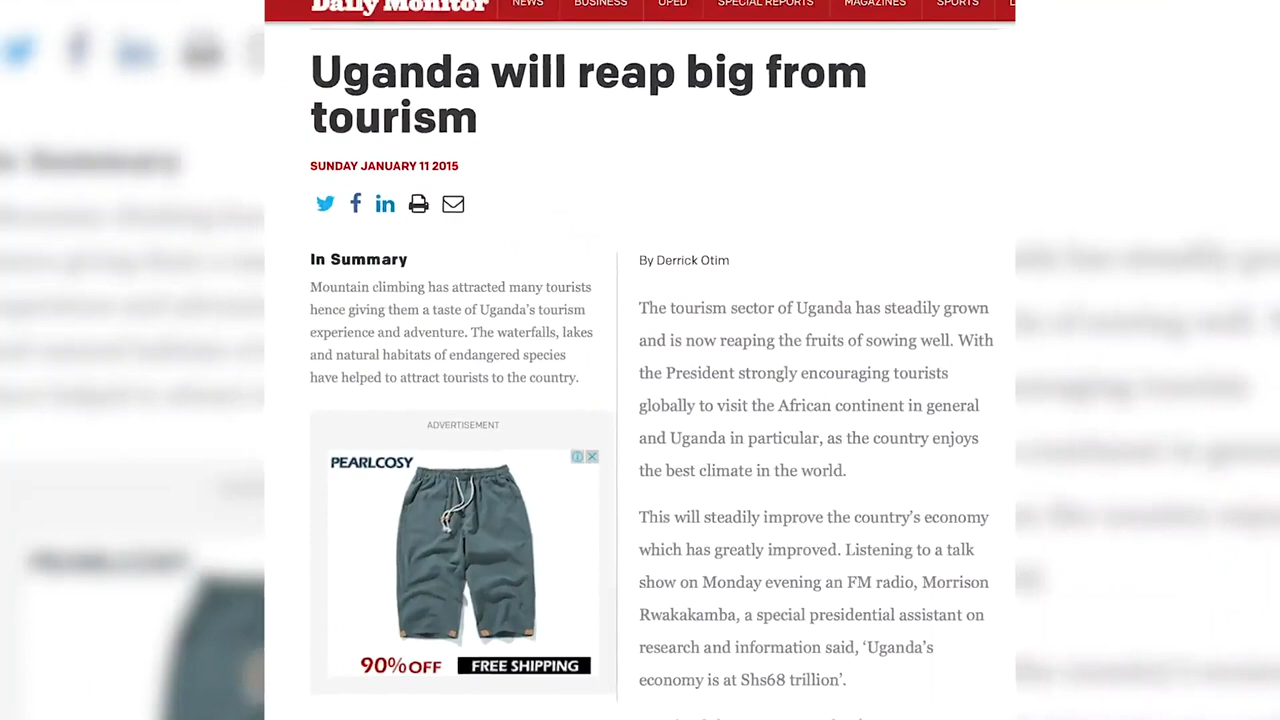 Daily Monitor
NEWS BUSINESS OPED SPECIAL REPORTS MAGAZINES SPORTS
Uganda will reap big from
tourism
SUNDAY JANUARY 11 2015
In Summary
Mountain climbing has attracted many tourists
hence giving them a taste of Uganda’s tourism
experience and adventure. The waterfalls, lakes
and natural habitats of endangered species
have helped to attract tourists to the country.
ADVERTISEMENT
PEARLCOSY
90% OFF FREE SHIPPING
By Derrick Otim
The tourism sector of Uganda has steadily grown
and is now reaping the fruits of sowing well. With
the President strongly encouraging tourists
globally to visit the African continent in general
and Uganda in particular, as the country enjoys
the best climate in the world.
This will steadily improve the country’s economy
which has greatly improved. Listening to a talk
show on Monday evening an FM radio, Morrison
Rwakakamba, a special presidential assistant on
research and information said, ‘Uganda’s
economy is at Shs68 trillion’.